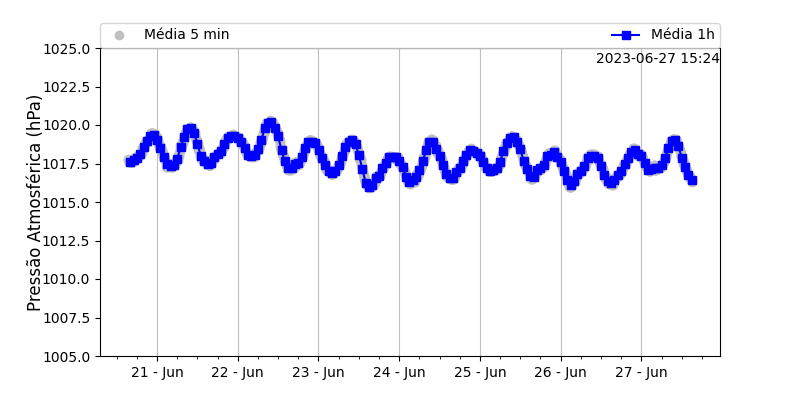 Média 5 min
Média 1h
2023-06-27 15:24
Pressão Atmosférica (hPa)
1025.0
1022.5
1020.0
1017.5
1015.0
1012.5
1010.0
1007.5
1005.0
21 - Jun
22 - Jun
23 - Jun
24 - Jun
25 - Jun
26 - Jun
27 - Jun